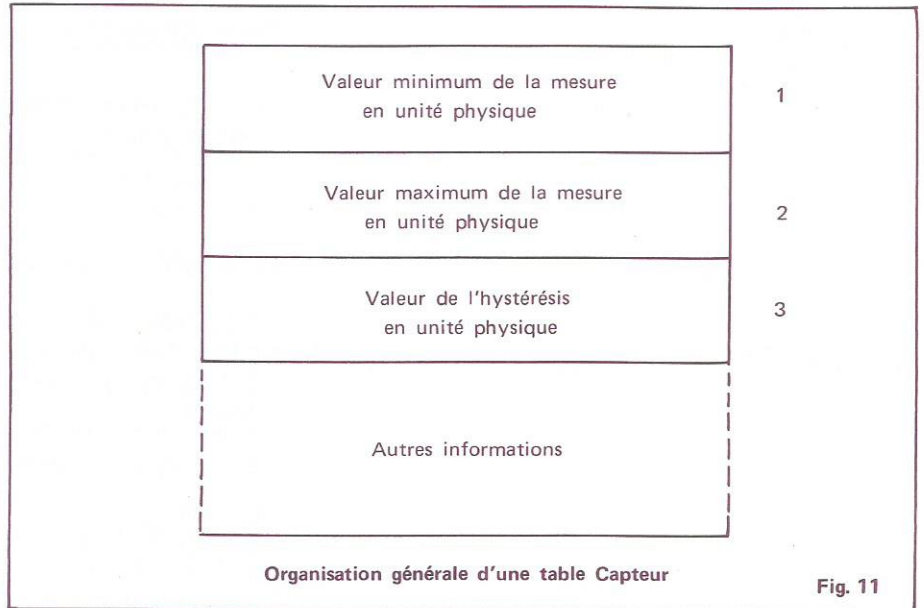 Valeur minimum de la mesure
en unité physique
1
Valeur maximum de la mesure
en unité physique
2
Valeur de l'hystérésis
en unité physique
3
Autres informations
Organisation générale d'une table Capteur
Fig. 11